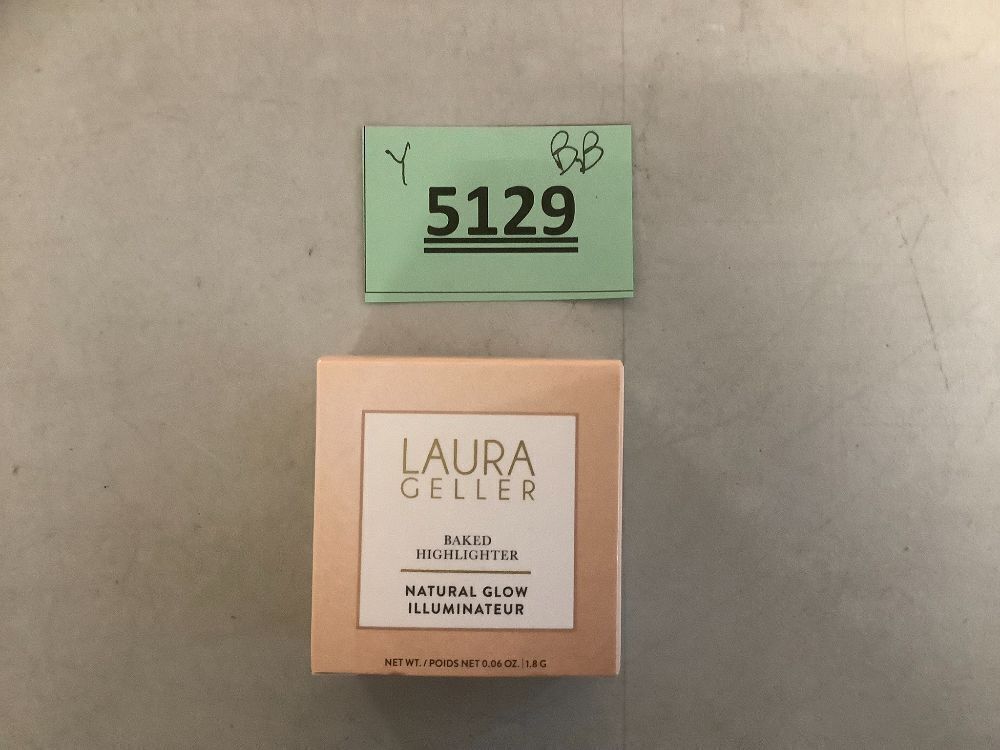 Y BB
5129
LAURA
GELLER
BAKED
HIGHLIGHTER
NATURAL GLOW
ILLUMINATEUR
NET WT. / POIDS NET 0.06 OZ. | 1.8 G